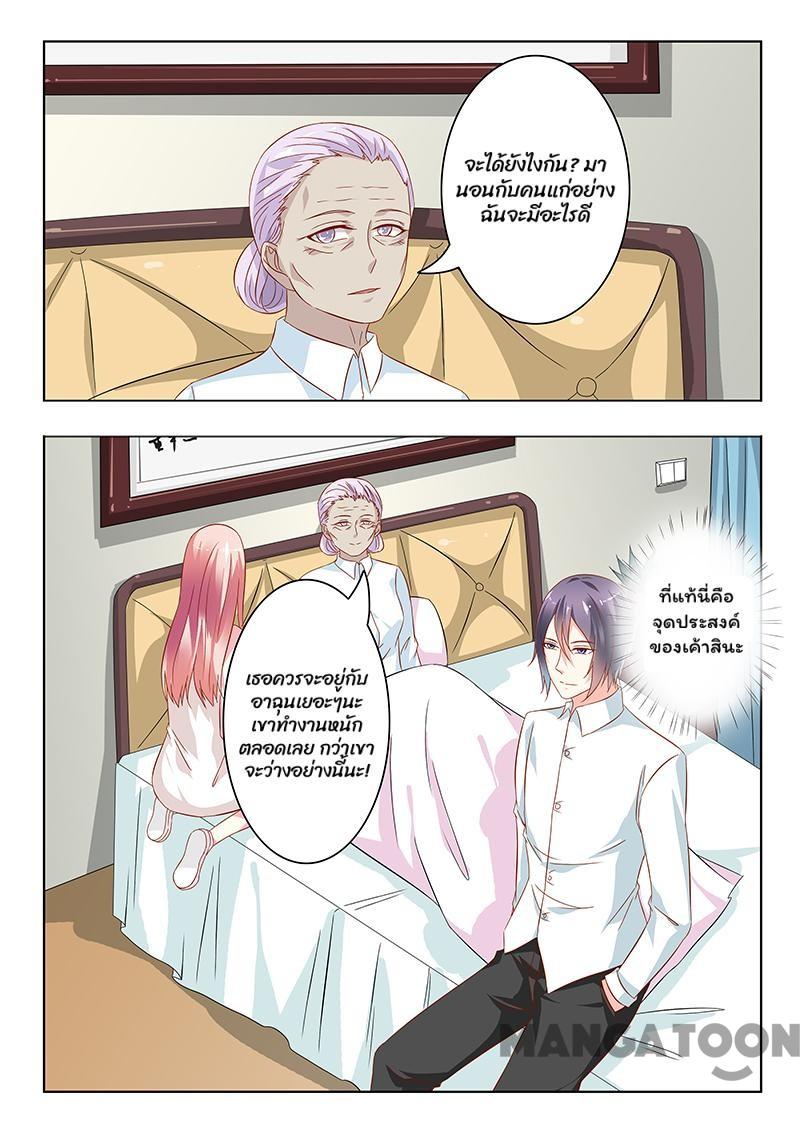 จะได้ยังไงกัน? มา
นอนกับคนแก่อย่าง
ฉันจะมีอะไรดี
ที่แท้นี่คือ
จุดประสงค์
ของเค้าสินะ
เธอควรจะอยู่กับ
อาฉุนเยอะๆนะ
เขาทำงานหนัก
ตลอดเลย กว่าเขา
จะว่างอย่างนี้นะ!
MANGATOON